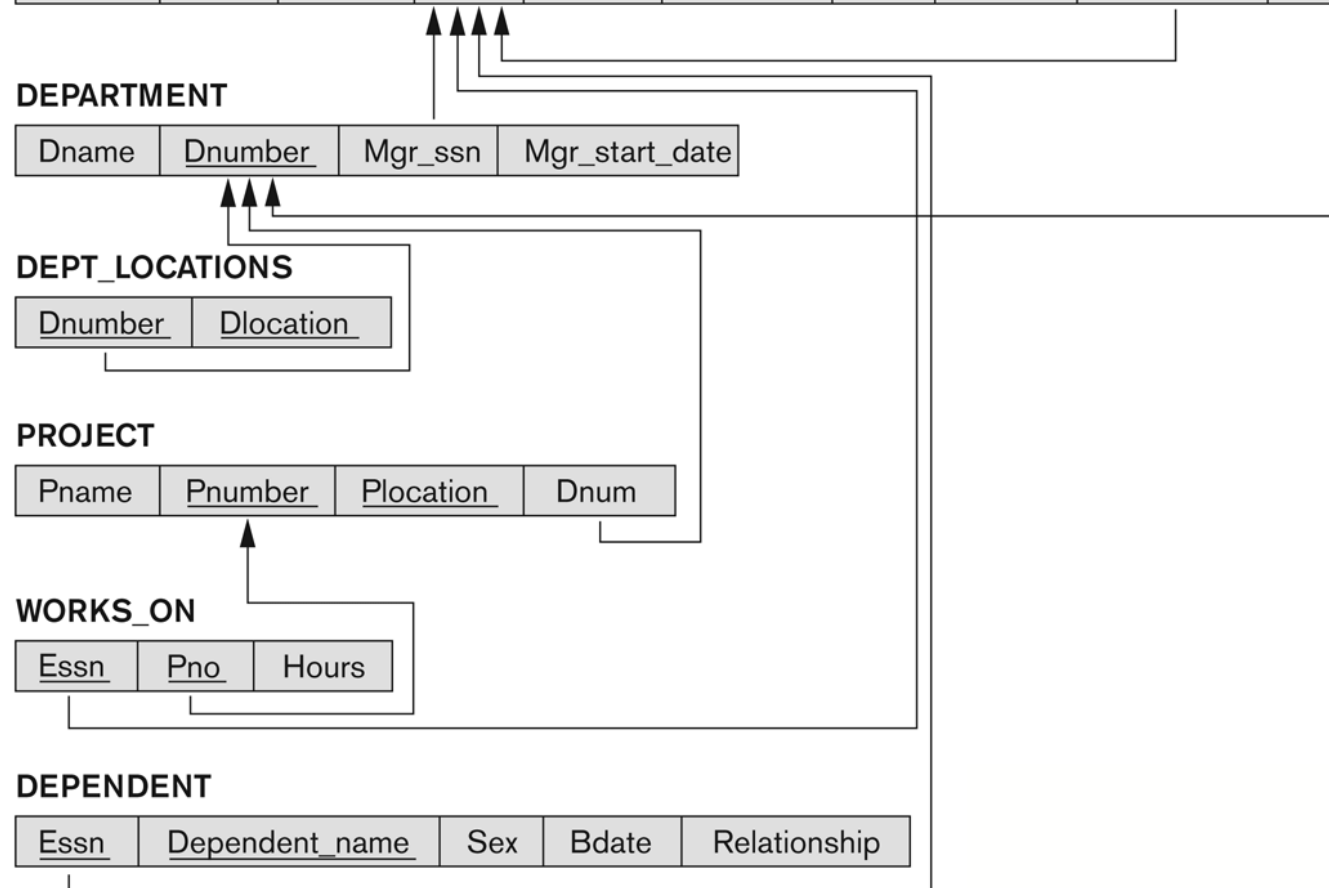 DEPARTMENT
Dname Dnumber Mgr_ssn Mgr_start_date
DEPT_LOCATIONS
Dnumber Dlocation
PROJECT
Pname Pnumber Plocation Dnum
WORKS_ON
Essn Pno Hours
DEPENDENT
Essn Dependent_name Sex Bdate Relationship